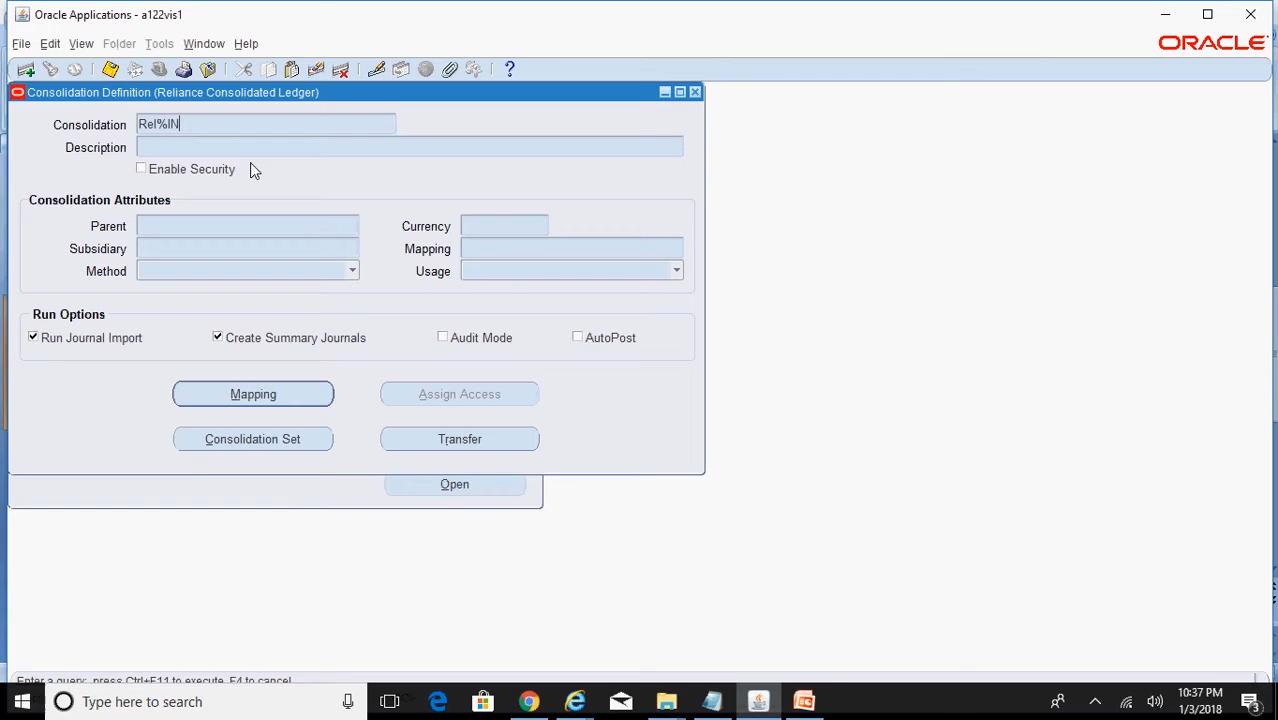 Oracle Applications - a122vis1
File Edit View Folder Tools Window Help
ORACLE
Consolidation Definition (Reliance Consolidated Ledger)
Consolidation Rel%IN
Description
Enable Security
Consolidation Attributes
Parent Currency
Subsidiary Mapping
Method Usage
Run Options
Run Journal Import Create Summary Journals Audit Mode AutoPost
Mapping Assign Access
Consolidation Set Transfer
Open
Enter a query; press Ctrl+F11 to execute, F4 to cancel.
Type here to search
10:37 PM
1/3/2018
3